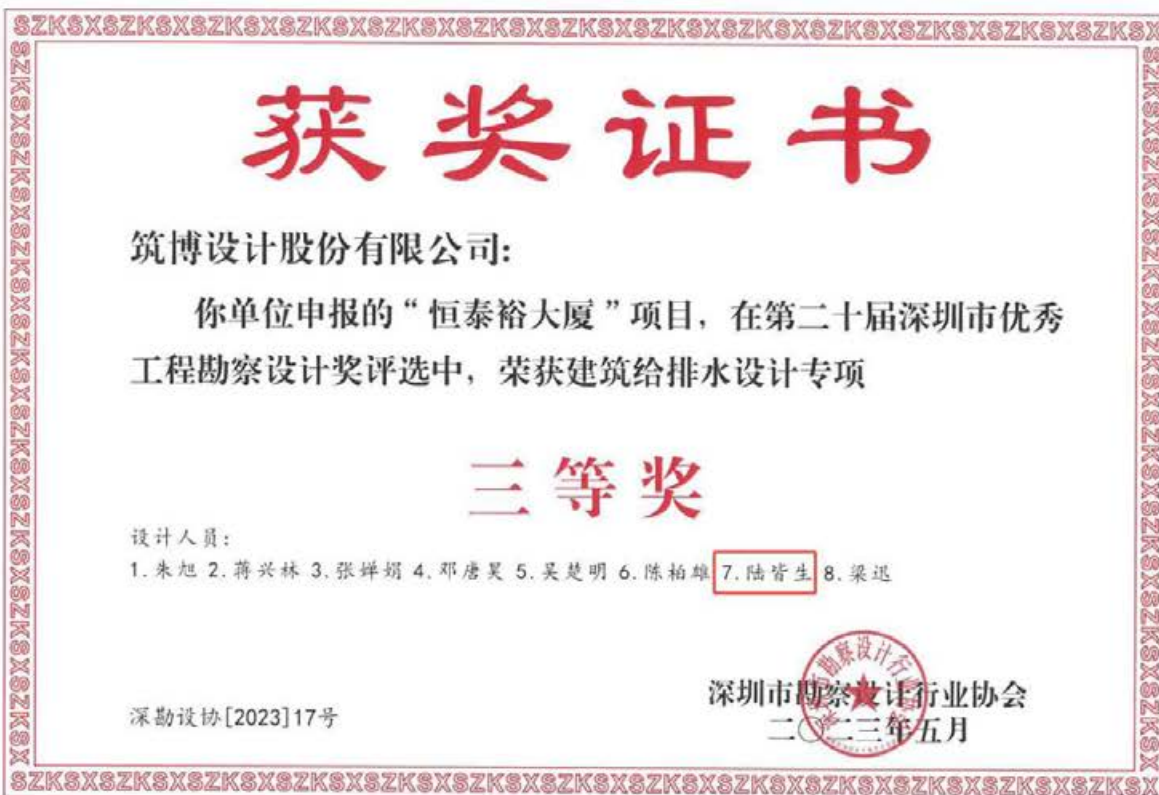 SZKSXSZKSXSZKSXSZKSXSZKSXSZKSXSZKSXSZKSXSZKSXSZKSXSZKSX
获奖证书
筑博设计股份有限公司:
你单位申报的“恒泰裕大厦”项目，在第二十届深圳市优秀
工程勘察设计奖评选中，荣获建筑给排水设计专项
三等奖
设计人员:
1.朱旭 2.蒋兴林 3.张婵娟 4.邓唐昊 5.吴楚明 6.陈柏雄 7.陆皆生 8.梁迅
深圳市勘察设计行业协会
深勘设协[2023]17号
二〇二三年五月